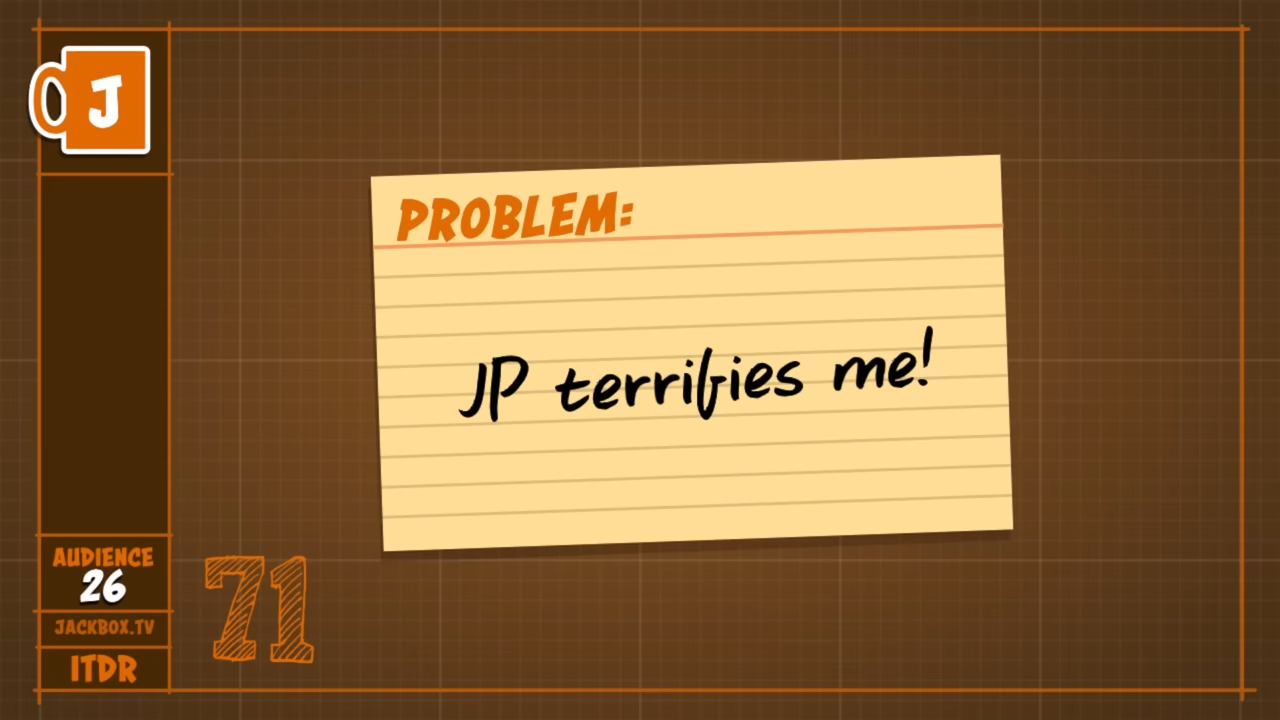 J
PROBLEM:
JP terrifies me!
AUDIENCE
26
JACKBOX.TV
ITDR
71